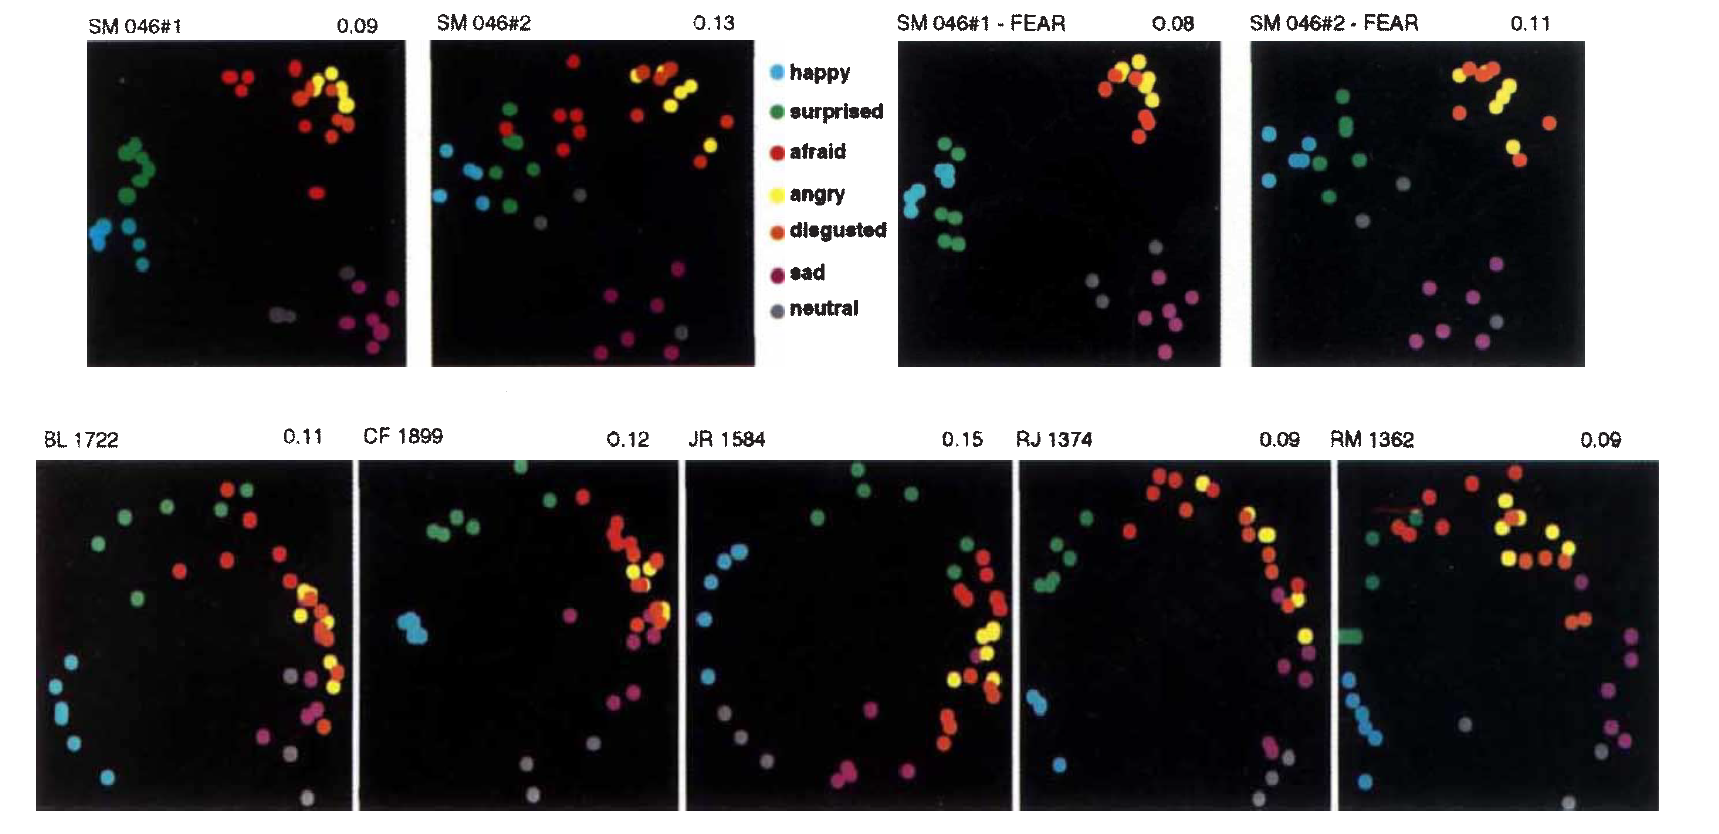 SM 046#1 0.09
SM 046#2 0.13
SM 046#1 - FEAR 0.08
SM 046#2 - FEAR 0.11
happy
surprised
afraid
angry
disgusted
sad
neutral
BL 1722 0.11
CF 1899 0.12
JR 1584 0.15
RJ 1374 0.09
RM 1362 0.09